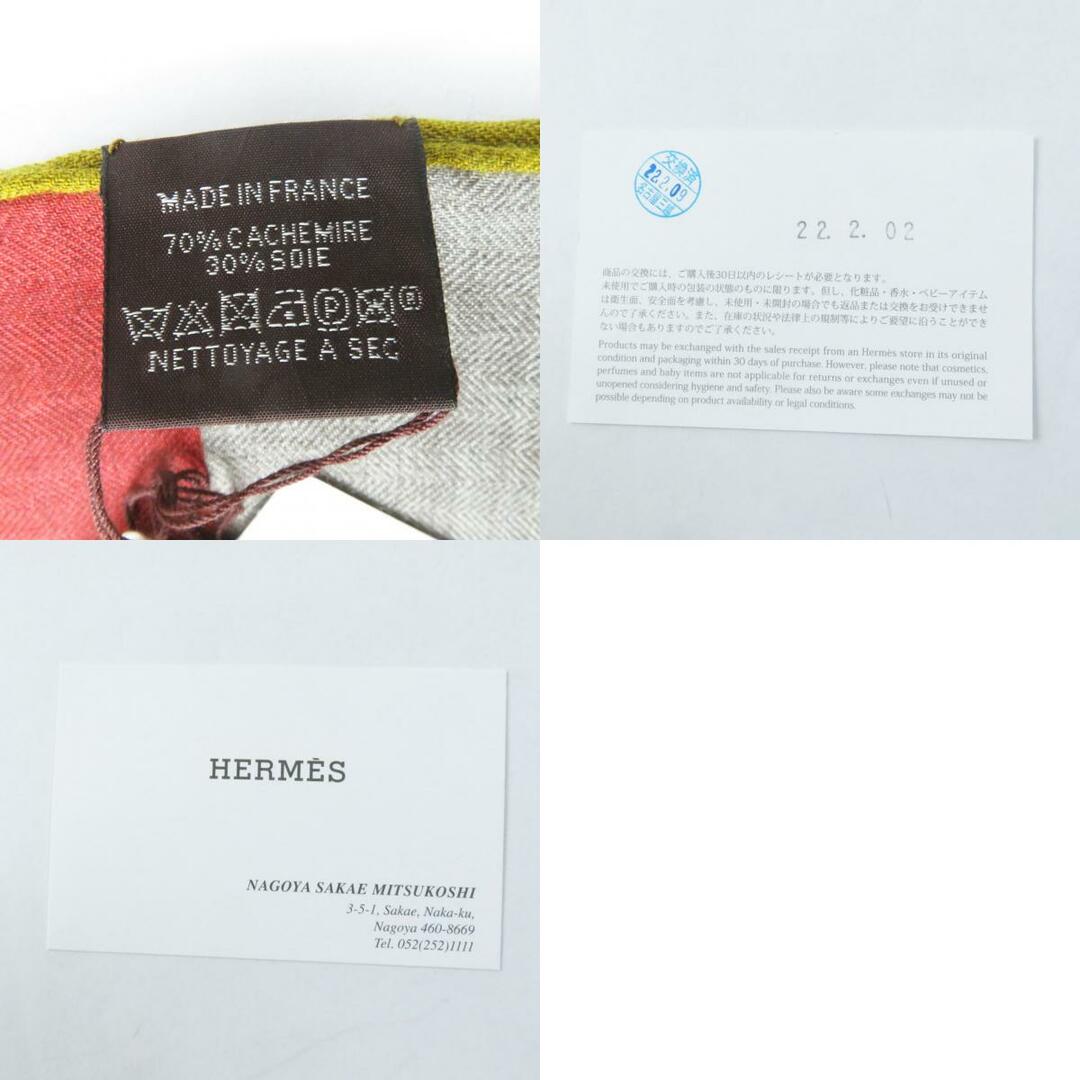 MADE IN FRANCE
70% CACHEMIRE
30% SOIE
P
®
NETTOYAGE A SEC
交換済
22.2.09
22. 2. 02
商品の交換には、ご購入後30日以内のレシートが必要となります。
未使用でご購入時の包装の状態のものに限ります。但し、化粧品・香水・ベビーアイテム
は衛生面、安全面を考慮し、未使用・未開封の場合でも返品または交換をお受けできませ
んので了承ください。また、在庫の状況や法律上の規制等によりご要望に沿うことができ
ない場合もありますのでご了承ください。
Products may be exchanged with the sales receipt from an Hermès store in its original
condition and packaging within 30 days of purchase. However, please note that cosmetics,
perfumes and baby items are not applicable for returns or exchanges even if unused or
unopened considering hygiene and safety. Please also be aware some exchanges may not be
possible depending on product availability or legal conditions.
HERMÈS
NAGOYA SAKAE MITSUKOSHI
3-5-1, Sakae, Naka-ku,
Nagoya 460-8669
Tel. 052(252)1111